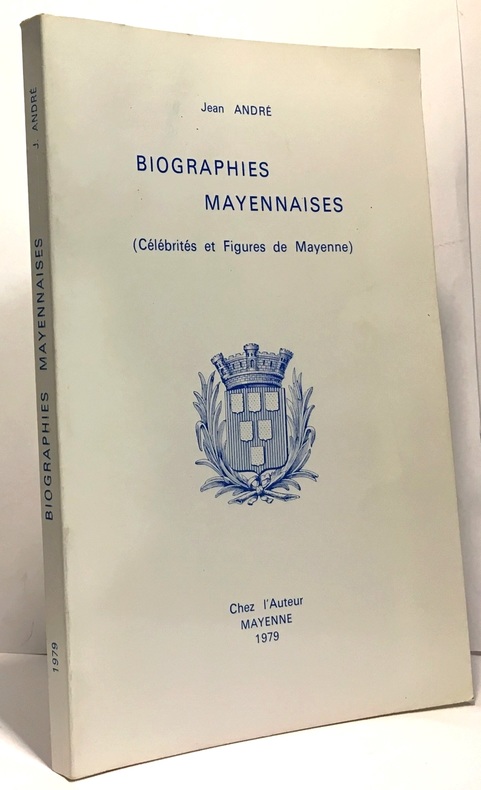 Jean ANDRÉ
BIOGRAPHIES
MAYENNAISES
(Célébrités et Figures de Mayenne)
Chez l'Auteur
MAYENNE
1979
J. ANDRÉ
BIOGRAPHIES MAYENNAISES
1979